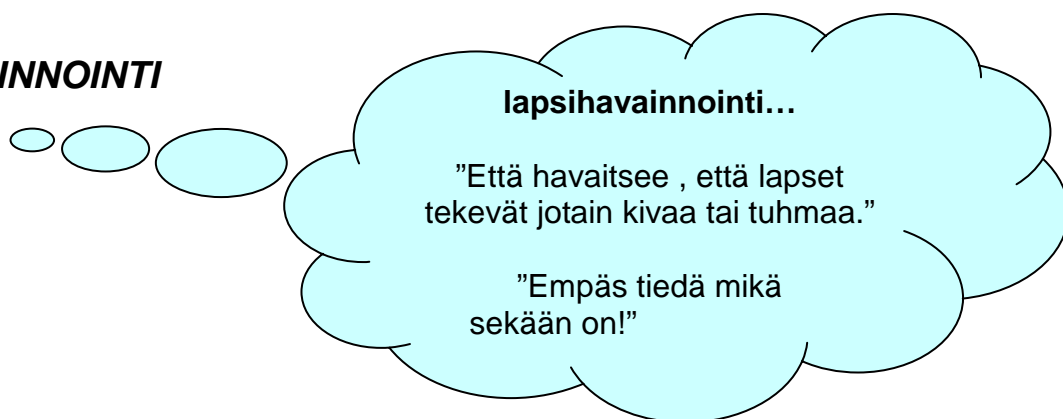 INNOINTI
lapsihavainnointi…
”Että havaitsee , että lapset
tekevät jotain kivaa tai tuhmaa.”
”Empäs tiedä mikä
sekään on!”